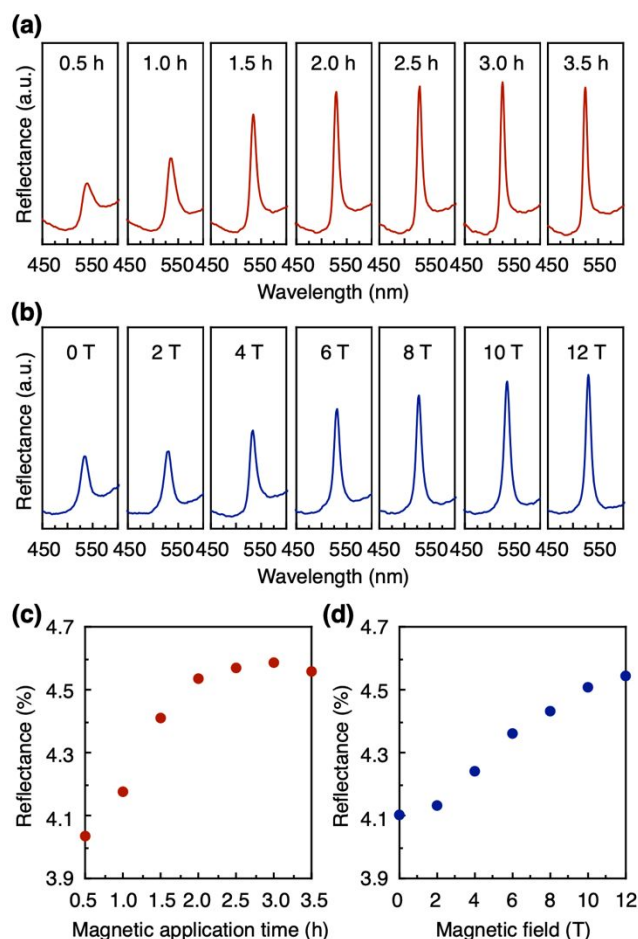 (a)
0.5 h 1.0 h 1.5 h 2.0 h 2.5 h 3.0 h 3.5 h
Reflectance (a.u.)
450 550 450 550 450 550 450 550 450 550 450 550 450 550
Wavelength (nm)
(b)
0 T 2 T 4 T 6 T 8 T 10 T 12 T
Reflectance (a.u.)
450 550 450 550 450 550 450 550 450 550 450 550 450 550
Wavelength (nm)
(c)
4.7
4.5
4.3
4.1
3.9
Reflectance (%)
0.5 1.0 1.5 2.0 2.5 3.0 3.5
Magnetic application time (h)
(d)
4.7
4.5
4.3
4.1
3.9
Reflectance (%)
0 2 4 6 8 10 12
Magnetic field (T)